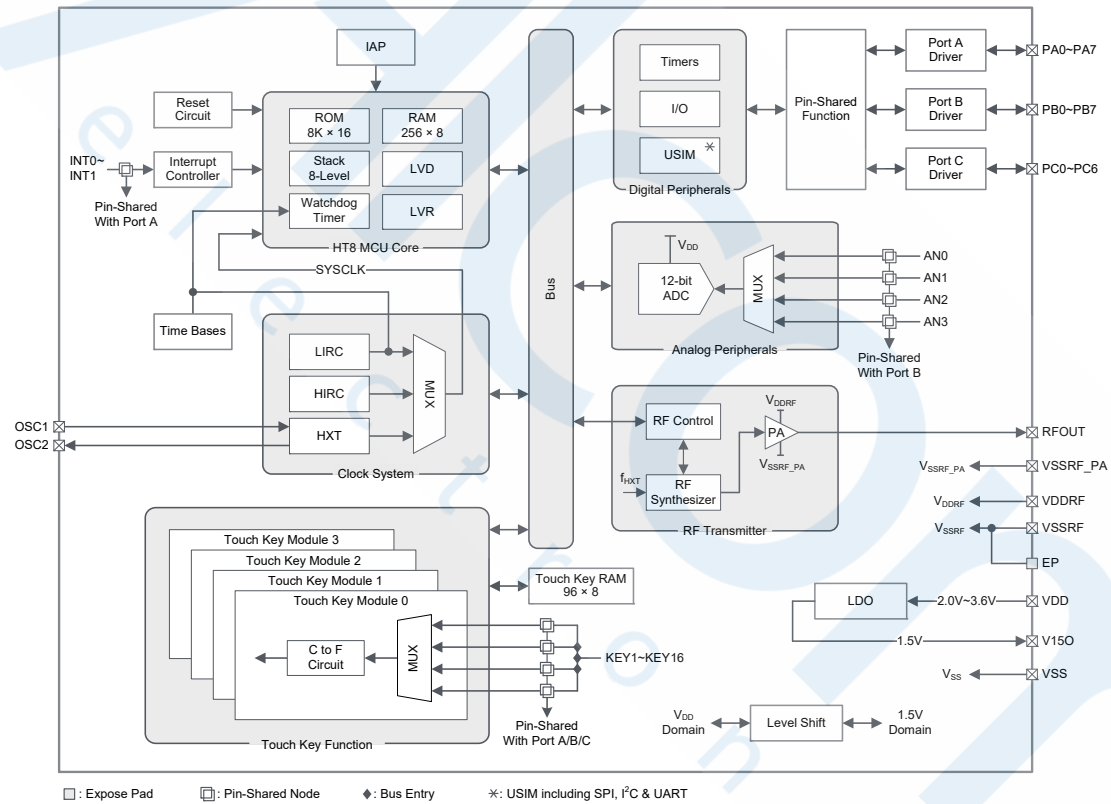 IAP
Reset
Circuit
ROM
8K × 16
RAM
256 × 8
INT0~
INT1
Interrupt
Controller
Stack
8-Level
LVD
Pin-Shared
With Port A
Watchdog
Timer
LVR
HT8 MCU Core
SYSCLK
Time Bases
LIRC
HIRC
HXT
MUX
Clock System
OSC1
OSC2
Bus
Timers
I/O
USIM
Digital Peripherals
Pin-Shared
Function
Port A
Driver
Port B
Driver
Port C
Driver
PA0~PA7
PB0~PB7
PC0~PC6
VDD
12-bit
ADC
MUX
AN0
AN1
AN2
AN3
Analog Peripherals
Pin-Shared
With Port B
RF Control
VDDRF
PA
VSSRF_PA
fHXT
RF
Synthesizer
RF Transmitter
RFOUT
VSSRF_PA
VSSRF_PA
VDDRF
VDDRF
VSSRF
VSSRF
EP
Touch Key Module 3
Touch Key Module 2
Touch Key Module 1
Touch Key Module 0
C to F
Circuit
MUX
Touch Key Function
Touch Key RAM
96 × 8
KEY1~KEY16
Pin-Shared
With Port A/B/C
LDO
2.0V~3.6V
VDD
1.5V
V15O
VSS
VSS
VDD
Domain
Level Shift
1.5V
Domain
: Expose Pad
: Pin-Shared Node
: Bus Entry
: USIM including SPI, I²C & UART